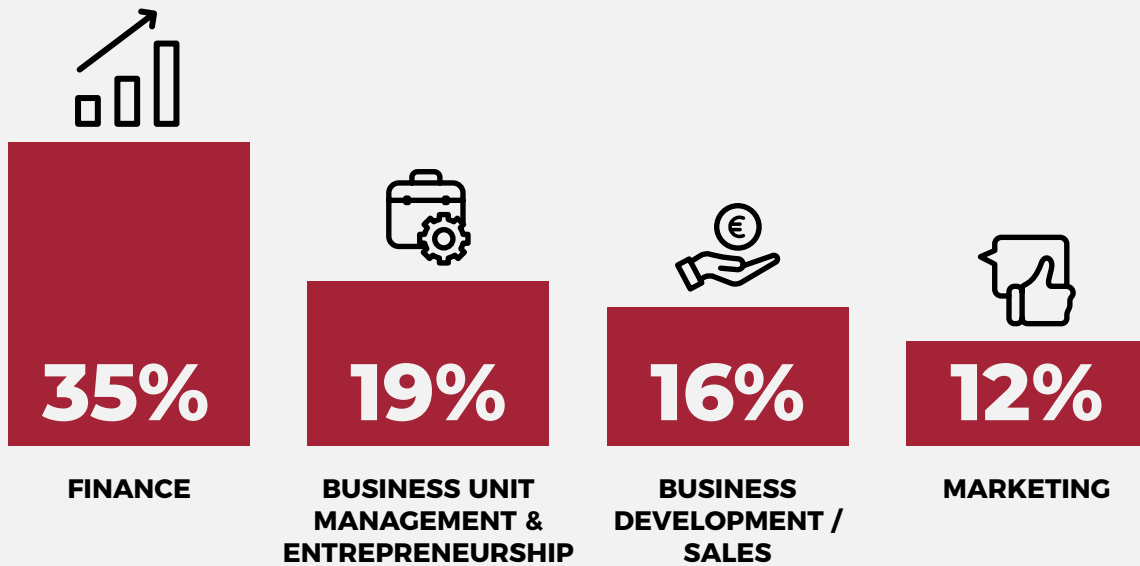 €
35%
19%
16%
12%
FINANCE
BUSINESS UNIT
MANAGEMENT &
ENTREPRENEURSHIP
BUSINESS
DEVELOPMENT /
SALES
MARKETING